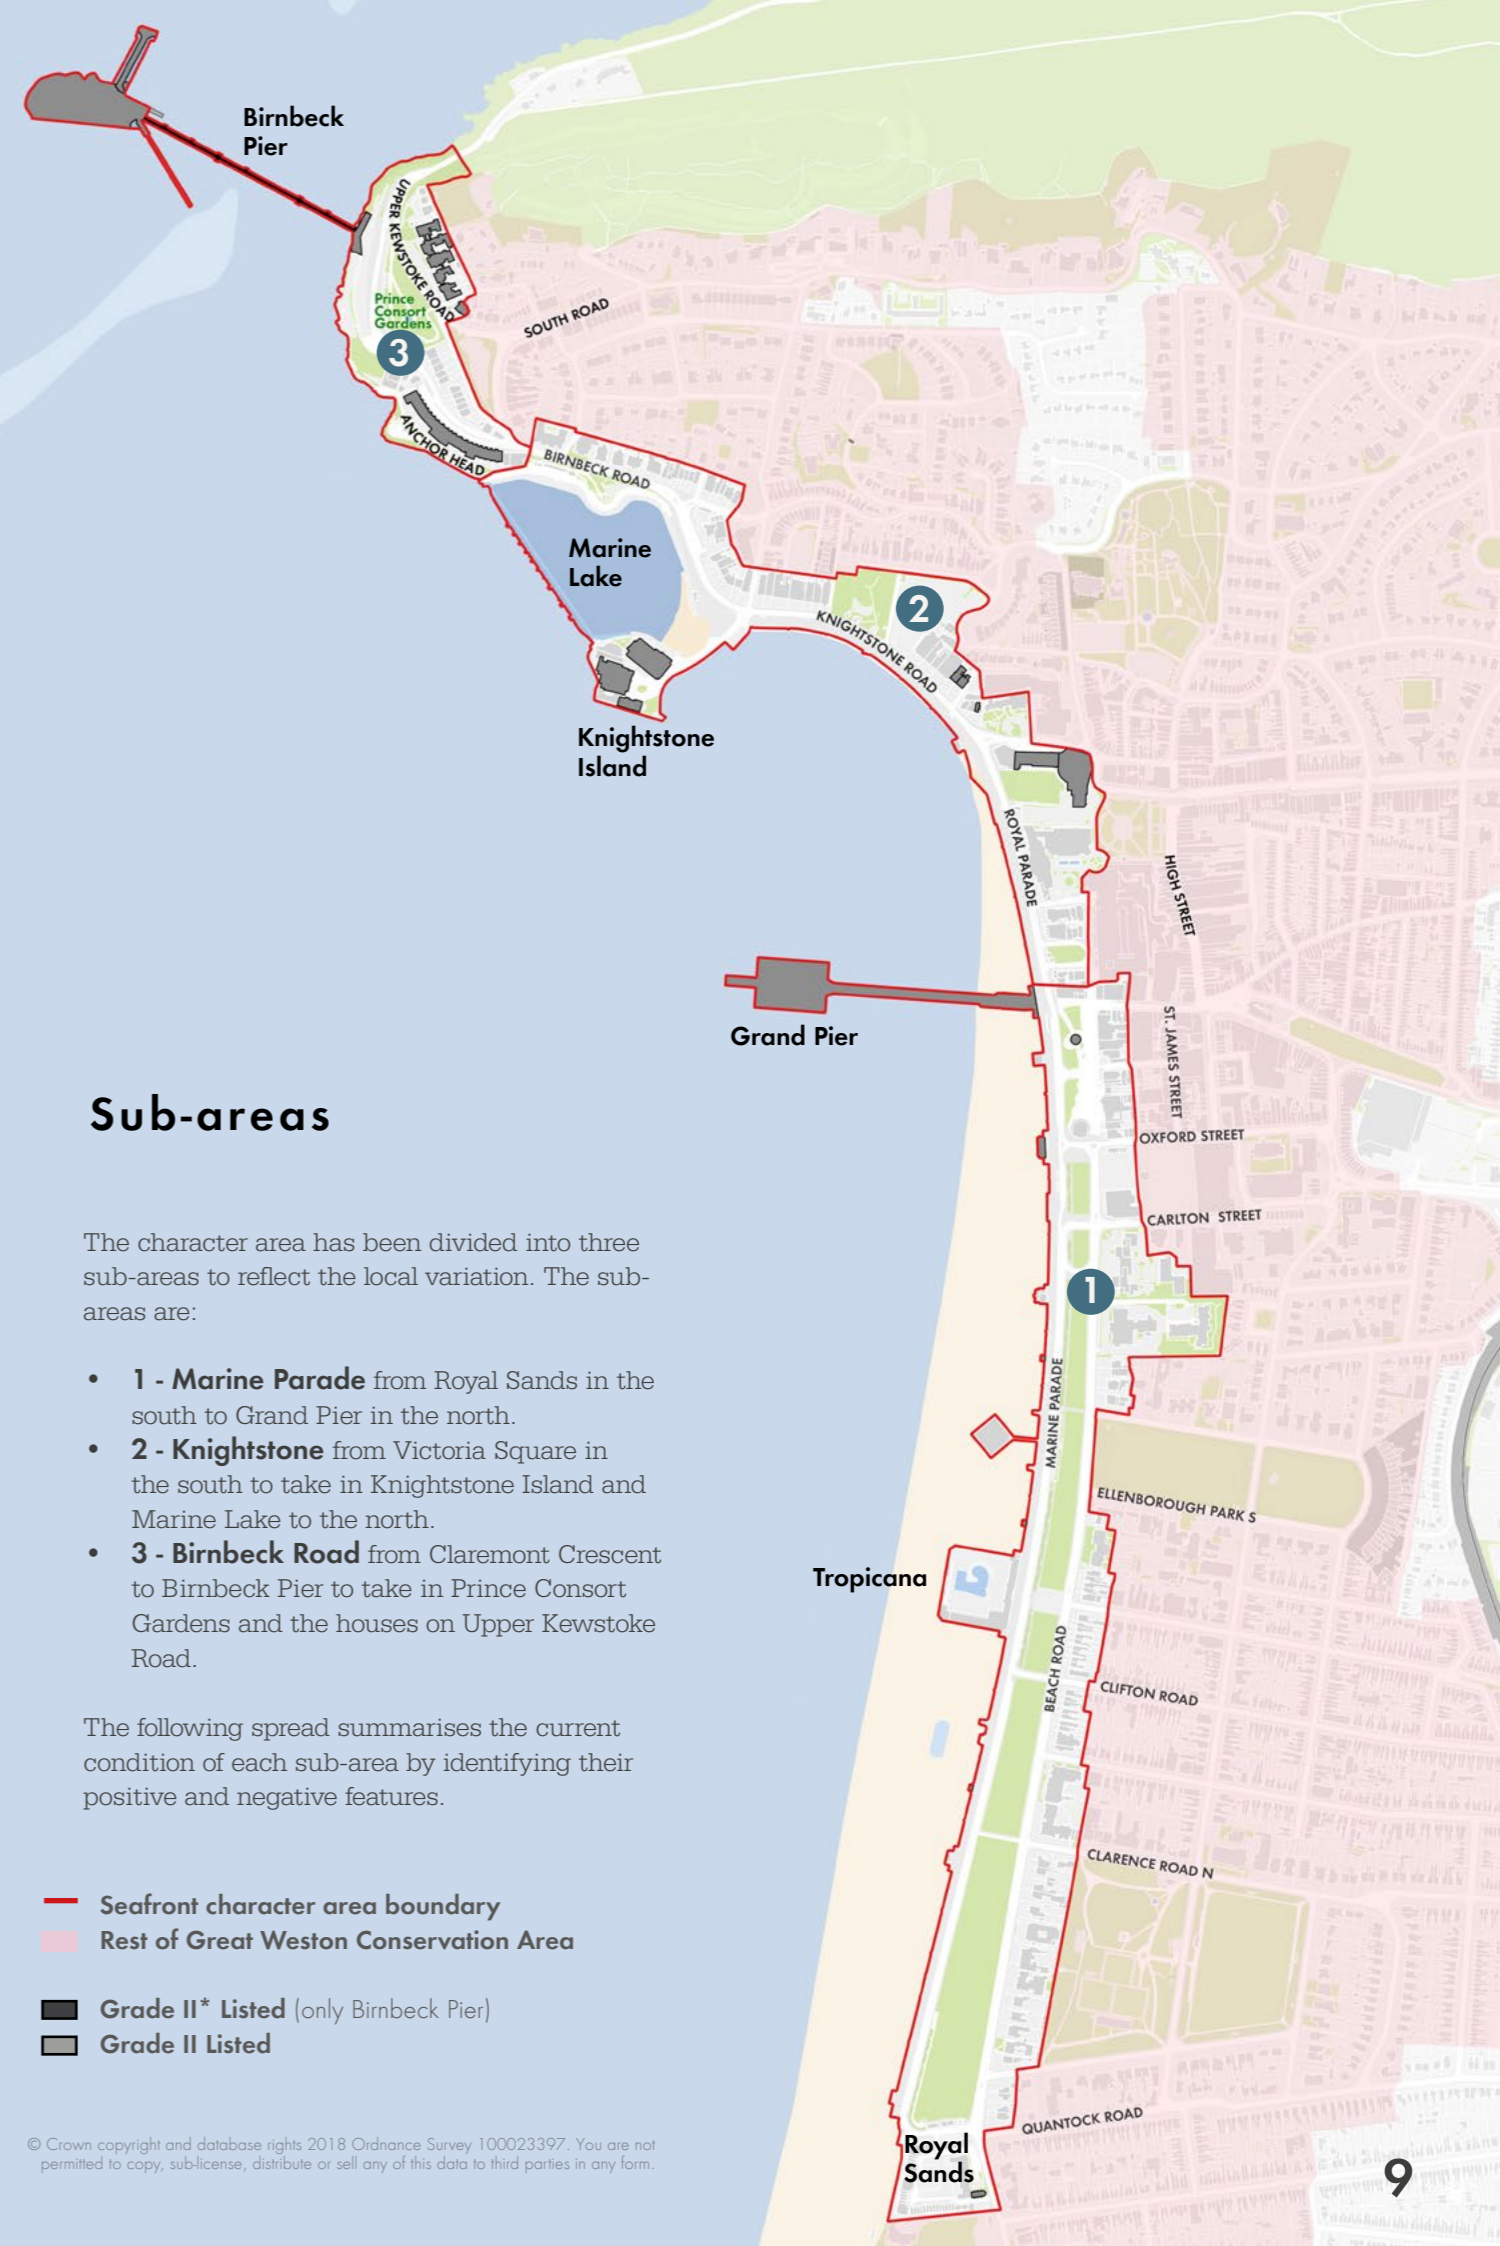 Birnbeck
Pier
UPPER KEWSTOKE ROAD
Prince
Consort
Gardens
3
SOUTH ROAD
ANCHOR HEAD
BIRNBECK ROAD
Marine
Lake
2
KNIGHTSTONE ROAD
Knightstone
Island
ROYAL PARADE
HIGH STREET
Grand Pier
ST. JAMES STREET
OXFORD STREET
CARLTON STREET
1
MARINE PARADE
ELLENBOROUGH PARK S
Tropicana
BEACH ROAD
CLIFTON ROAD
CLARENCE ROAD N
QUANTOCK ROAD
Royal
Sands
Sub-areas
The character area has been divided into three
sub-areas to reflect the local variation. The sub-
areas are:
• 1 - Marine Parade from Royal Sands in the
south to Grand Pier in the north.
• 2 - Knightstone from Victoria Square in
the south to take in Knightstone Island and
Marine Lake to the north.
• 3 - Birnbeck Road from Claremont Crescent
to Birnbeck Pier to take in Prince Consort
Gardens and the houses on Upper Kewstoke
Road.
The following spread summarises the current
condition of each sub-area by identifying their
positive and negative features.
Seafront character area boundary
Rest of Great Weston Conservation Area
Grade II* Listed (only Birnbeck Pier)
Grade II Listed
© Crown copyright and database rights 2018 Ordnance Survey 100023397. You are not
permitted to copy, sub-license, distribute or sell any of this data to third parties in any form.
9